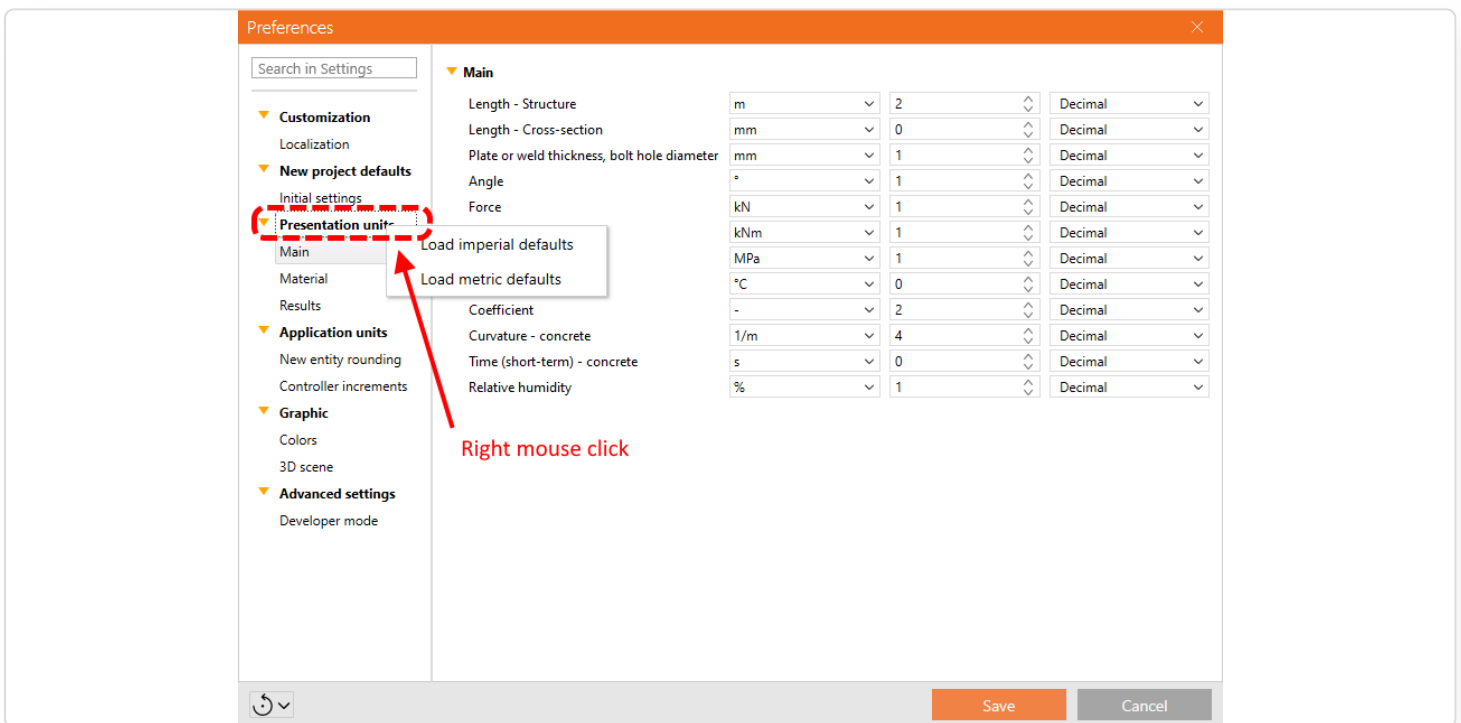 Preferences
Search in Settings
Customization
Localization
New project defaults
Initial settings
Presentation units
Main
Material
Results
Application units
New entity rounding
Controller increments
Graphic
Colors
3D scene
Advanced settings
Developer mode
Load imperial defaults
Load metric defaults
Right mouse click
Main
Length - Structure m 2 Decimal
Length - Cross-section mm 0 Decimal
Plate or weld thickness, bolt hole diameter mm 1 Decimal
Angle ° 1 Decimal
Force kN 1 Decimal
kNm 1 Decimal
MPa 1 Decimal
°C 0 Decimal
Coefficient - 2 Decimal
Curvature - concrete 1/m 4 Decimal
Time (short-term) - concrete s 0 Decimal
Relative humidity % 1 Decimal
Save
Cancel